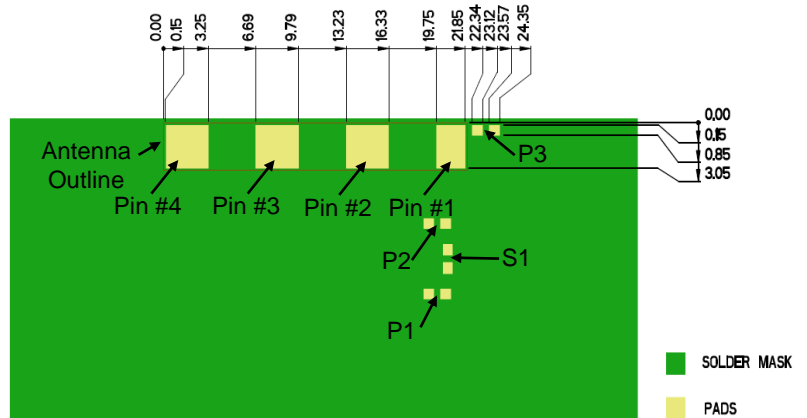 0.00
0.15
3.25
6.69
9.79
13.23
16.33
19.75
21.85
22.34
23.12
23.57
24.35
0,00
0.15
0.85
3.05
Antenna
Outline
P3
Pin #4
Pin #3
Pin #2
Pin #1
P2
S1
P1
SOLDER MASK
PADS